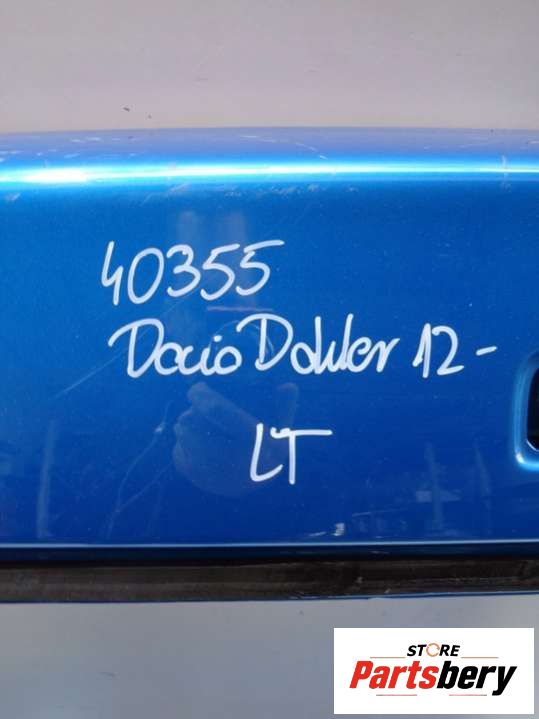 40355
Dacia Dokker 12-
LT
STORE
Partsbery